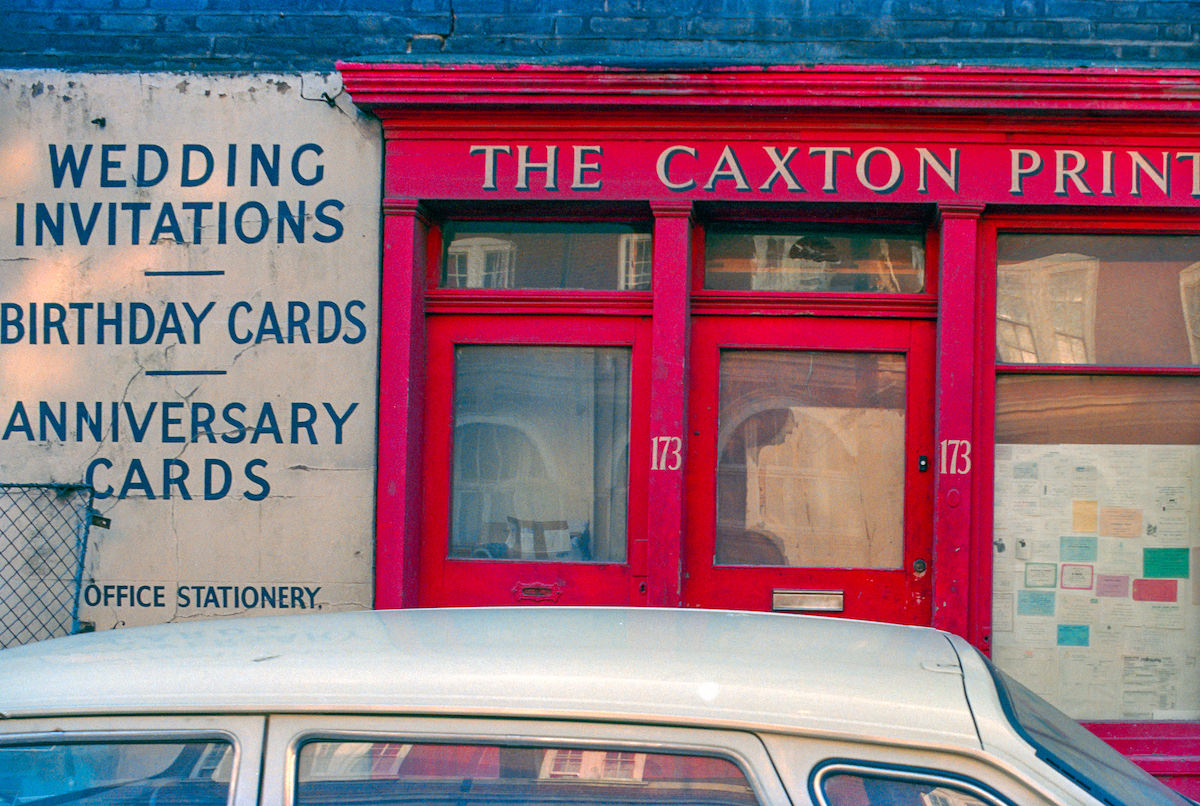 WEDDING
INVITATIONS
BIRTHDAY CARDS
ANNIVERSARY
CARDS
OFFICE STATIONERY.
THE CAXTON PRINT
173
173